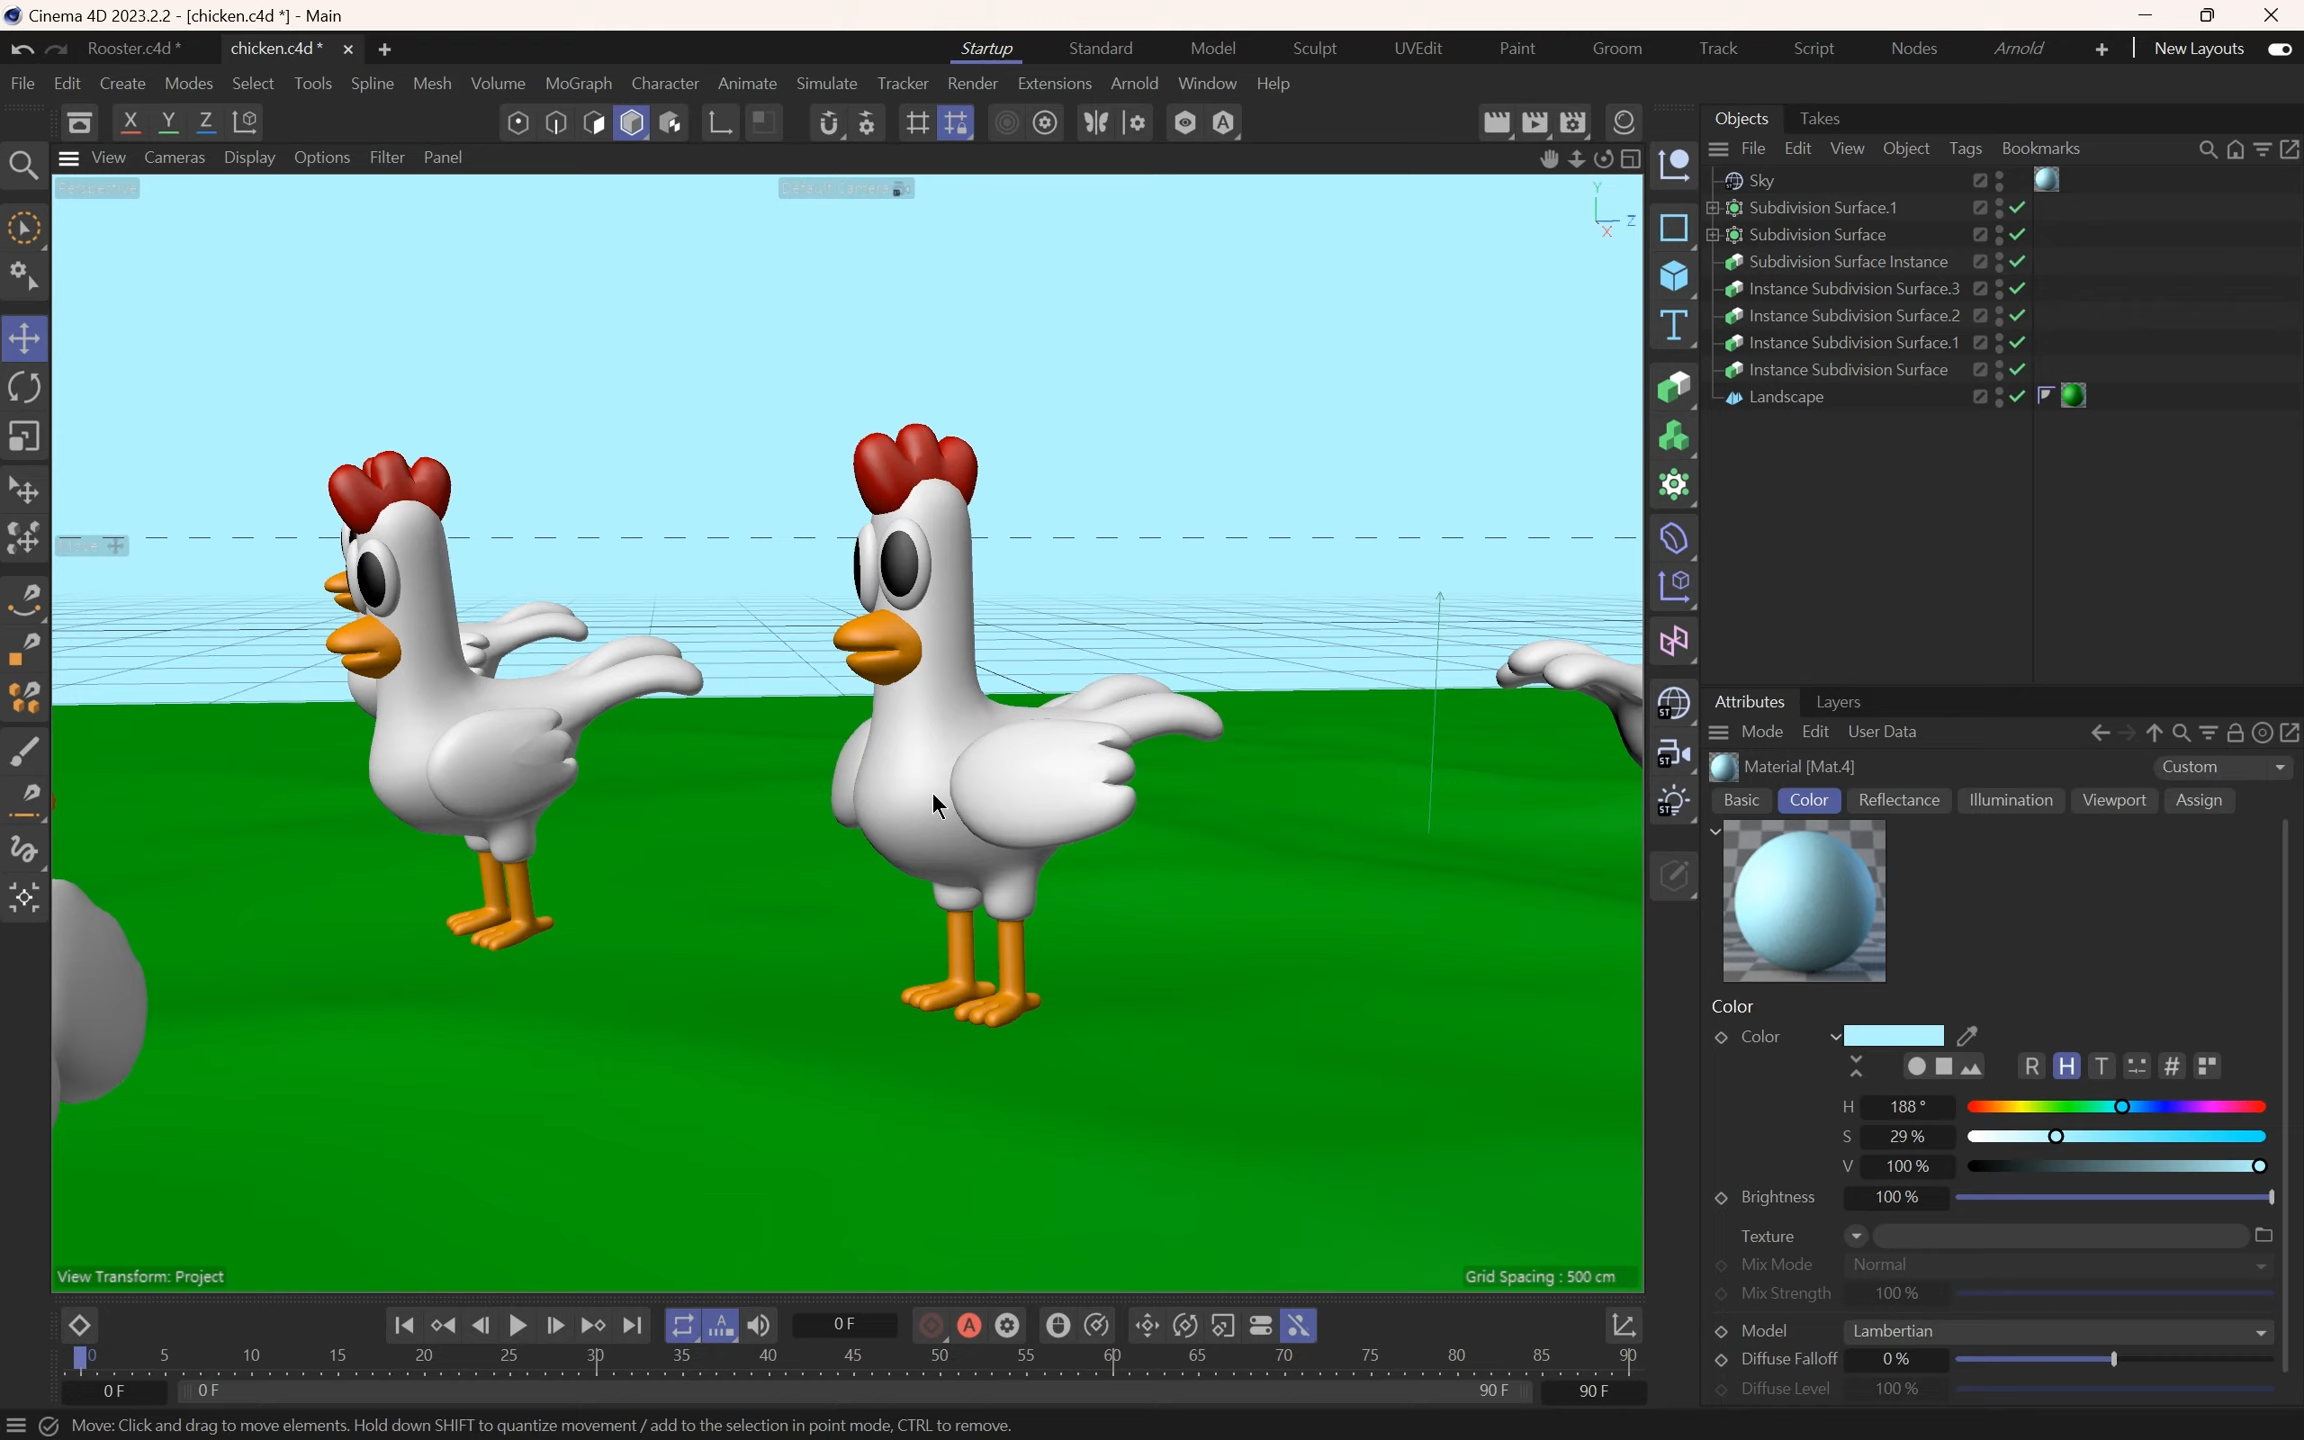 Cinema 4D 2023.2.2 - [chicken.c4d *] - Main
Rooster.c4d * chicken.c4d *
Startup Standard Model Sculpt UVEdit Paint Groom Track Script Nodes Arnold New Layouts
File Edit Create Modes Select Tools Spline Mesh Volume MoGraph Character Animate Simulate Tracker Render Extensions Arnold Window Help
X Y Z
View Cameras Display Options Filter Panel
Perspective Default Camera
Y
Z
X
View Transform: Project Grid Spacing : 500 cm
Objects Takes
File Edit View Object Tags Bookmarks
Sky
Subdivision Surface.1
Subdivision Surface
Subdivision Surface Instance
Instance Subdivision Surface.3
Instance Subdivision Surface.2
Instance Subdivision Surface.1
Instance Subdivision Surface
Landscape
Attributes Layers
Mode Edit User Data
Material [Mat.4] Custom
Basic Color Reflectance Illumination Viewport Assign
Color
Color
R H T #
H 188 °
S 29 %
V 100 %
Brightness 100 %
Texture
Mix Mode Normal
Mix Strength 100 %
Model Lambertian
Diffuse Falloff 0 %
Diffuse Level 100 %
0 F
0 5 10 15 20 25 30 35 40 45 50 55 60 65 70 75 80 85 90
0 F 0 F 90 F 90 F
Move: Click and drag to move elements. Hold down SHIFT to quantize movement / add to the selection in point mode, CTRL to remove.